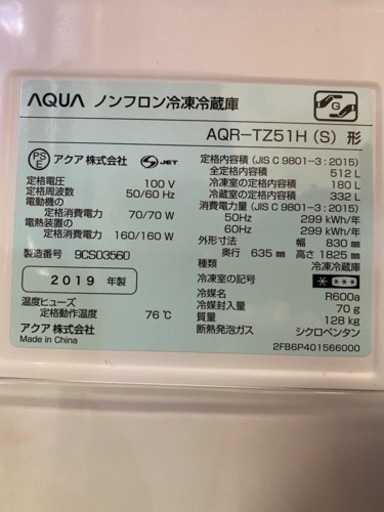 AQUA ノンフロン冷凍冷蔵庫
G
AQR-TZ51H (S) 形
PS E アクア株式会社 S JET
定格電圧 100 V
定格周波数 50/60 Hz
電動機の
定格消費電力 70/70 W
電熱装置の
定格消費電力 160/160 W
製造番号 9CS03560
2019 年製
温度ヒューズ
定格動作温度 76℃
アクア株式会社
Made in China
定格内容積 (JIS C 9801-3 : 2015)
全定格内容積 512 L
冷凍室の定格内容積 180 L
冷蔵室の定格内容積 332 L
消費電力量 (JIS C 9801-3 : 2015)
50Hz 299 kWh/年
60Hz 299 kWh/年
外形寸法 : 幅 830 mm
奥行 635 mm 高さ 1825 mm
種類 冷凍冷蔵庫
冷凍室の記号 * ***
冷媒名 R600a
冷媒封入量 70 g
質量 128 kg
断熱発泡ガス シクロペンタン
2FB6P401566000